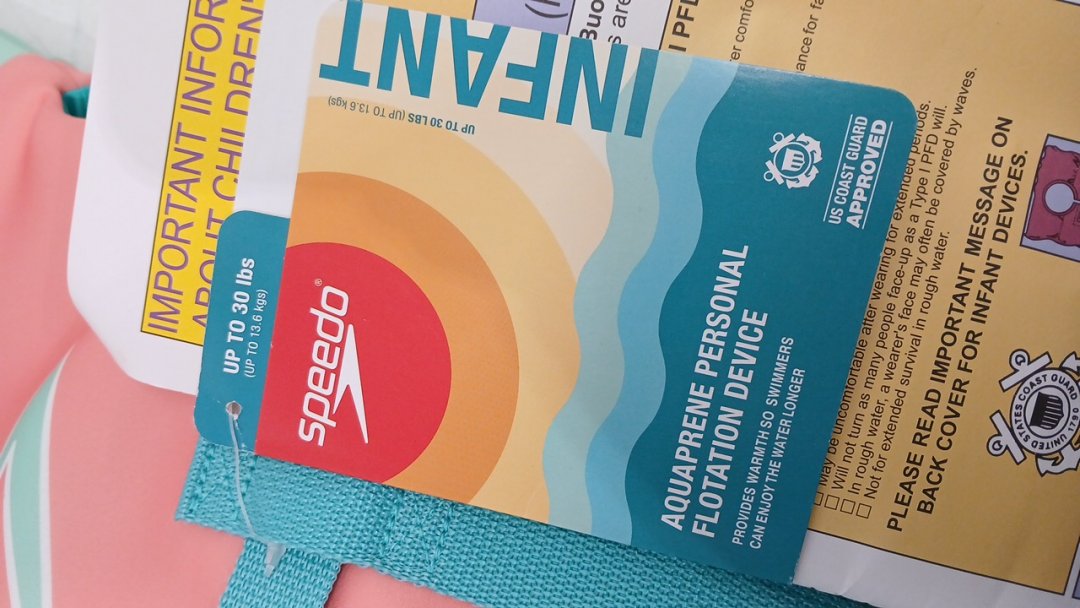 UP TO 30 lbs
(UP TO 13.6 kgs)
speedo®
INFANT
UP TO 30 LBS (UP TO 13.6 kgs)
AQUAPRENE PERSONAL
FLOTATION DEVICE
PROVIDES WARMTH SO SWIMMERS
CAN ENJOY THE WATER LONGER
US COAST GUARD
APPROVED
IMPORTANT INFOR
ABOUT CHILDREN'
Buo
s are
I PFD
er comfo
ance for fa
May be uncomfortable after wearing for extended periods.
Will not turn as many people face-up as a Type I PFD will.
In rough water, a wearer's face may often be covered by waves.
Not for extended survival in rough water.
PLEASE READ IMPORTANT MESSAGE ON
BACK COVER FOR INFANT DEVICES.
UNITED STATES COAST GUARD